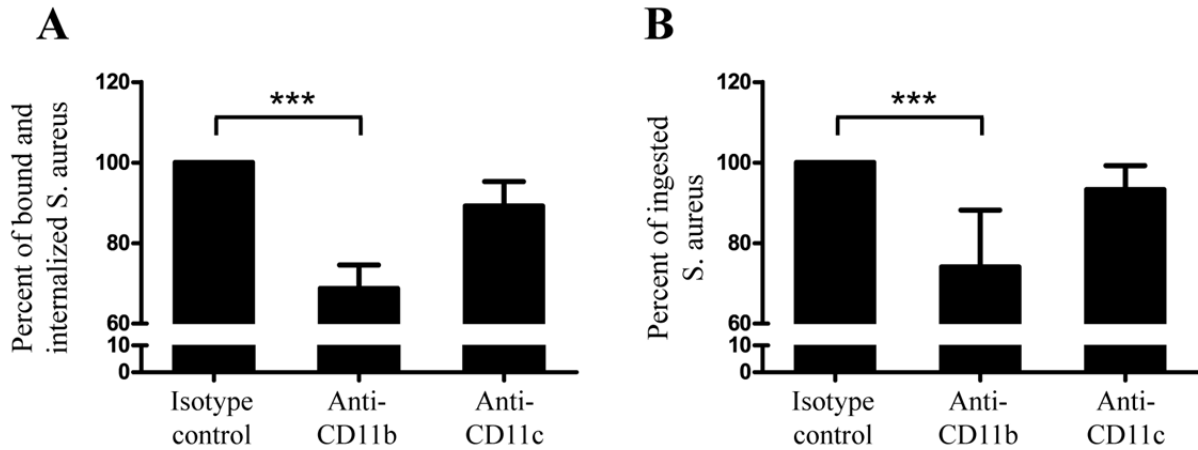 A
Percent of bound and
internalized S. aureus
120
100
80
60
10
0
***
Isotype
control
Anti-
CD11b
Anti-
CD11c
B
Percent of ingested
S. aureus
120
100
80
60
10
0
***
Isotype
control
Anti-
CD11b
Anti-
CD11c